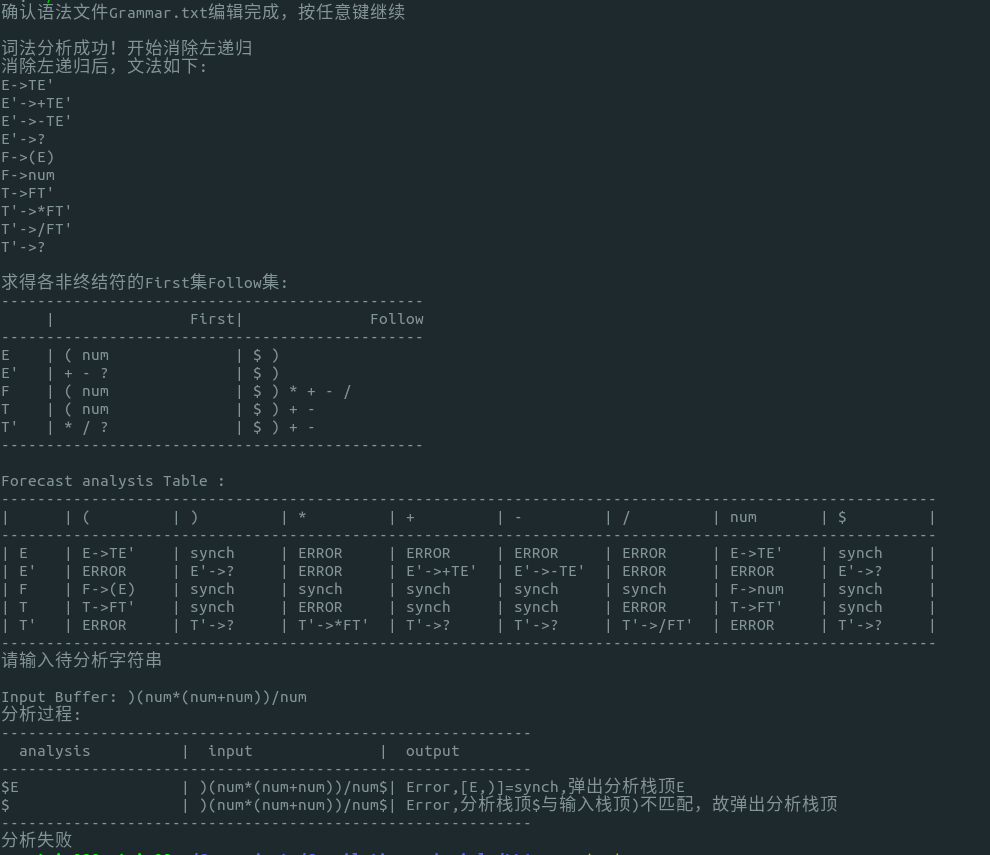 确认语法文件Grammar.txt编辑完成，按任意键继续
词法分析成功！开始消除左递归
消除左递归后，文法如下:
E->TE'
E'->+TE'
E'->-TE'
E'->?
F->(E)
F->num
T->FT'
T'->*FT'
T'->/FT'
T'->?
求得各非终结符的First集Follow集:
-----------------------------------------------
     |               First|              Follow
-----------------------------------------------
E    | ( num              | $ )
E'   | + - ?              | $ )
F    | ( num              | $ ) * + - /
T    | ( num              | $ ) + -
T'   | * / ?              | $ ) + -
-----------------------------------------------
Forecast analysis Table :
--------------------------------------------------------------------------------------------------------
|      | (         | )         | *         | +         | -         | /         | num       | $         |
--------------------------------------------------------------------------------------------------------
| E    | E->TE'    | synch     | ERROR     | ERROR     | ERROR     | ERROR     | E->TE'    | synch     |
| E'   | ERROR     | E'->?     | ERROR     | E'->+TE'  | E'->-TE'  | ERROR     | ERROR     | E'->?     |
| F    | F->(E)    | synch     | synch     | synch     | synch     | synch     | F->num    | synch     |
| T    | T->FT'    | synch     | ERROR     | synch     | synch     | ERROR     | T->FT'    | synch     |
| T'   | ERROR     | T'->?     | T'->*FT'  | T'->?     | T'->?     | T'->/FT'  | ERROR     | T'->?     |
--------------------------------------------------------------------------------------------------------
请输入待分析字符串
Input Buffer: )(num*(num+num))/num
分析过程:
-----------------------------------------------------------
  analysis          |  input              |  output
-----------------------------------------------------------
$E                  | )(num*(num+num))/num$| Error,[E,)]=synch,弹出分析栈顶E
$                   | )(num*(num+num))/num$| Error,分析栈顶$与输入栈顶)不匹配，故弹出分析栈顶
-----------------------------------------------------------
分析失败